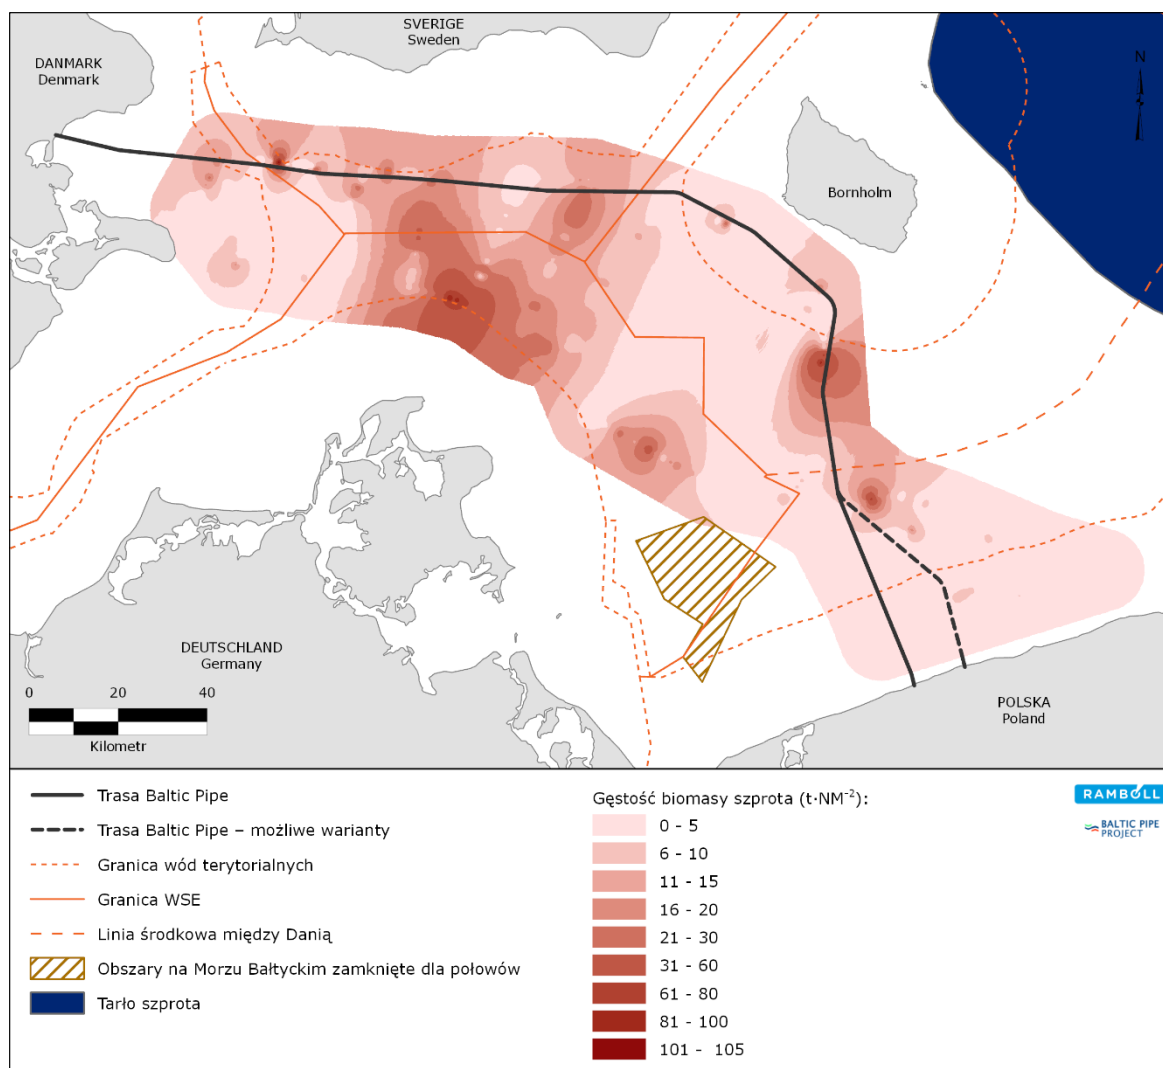 SVERIGE
Sweden
DANMARK
Denmark
N
Bornholm
DEUTSCHLAND
Germany
POLSKA
Poland
0 20 40
Kilometr
Trasa Baltic Pipe
Trasa Baltic Pipe – możliwe warianty
Granica wód terytorialnych
Granica WSE
Linia środkowa między Danią
Obszary na Morzu Bałtyckim zamknięte dla połowów
Tarło szprota
Gęstość biomasy szprota (t·NM⁻²):
0 - 5
6 - 10
11 - 15
16 - 20
21 - 30
31 - 60
61 - 80
81 - 100
101 - 105
RAMBOLL
BALTIC PIPE
PROJECT